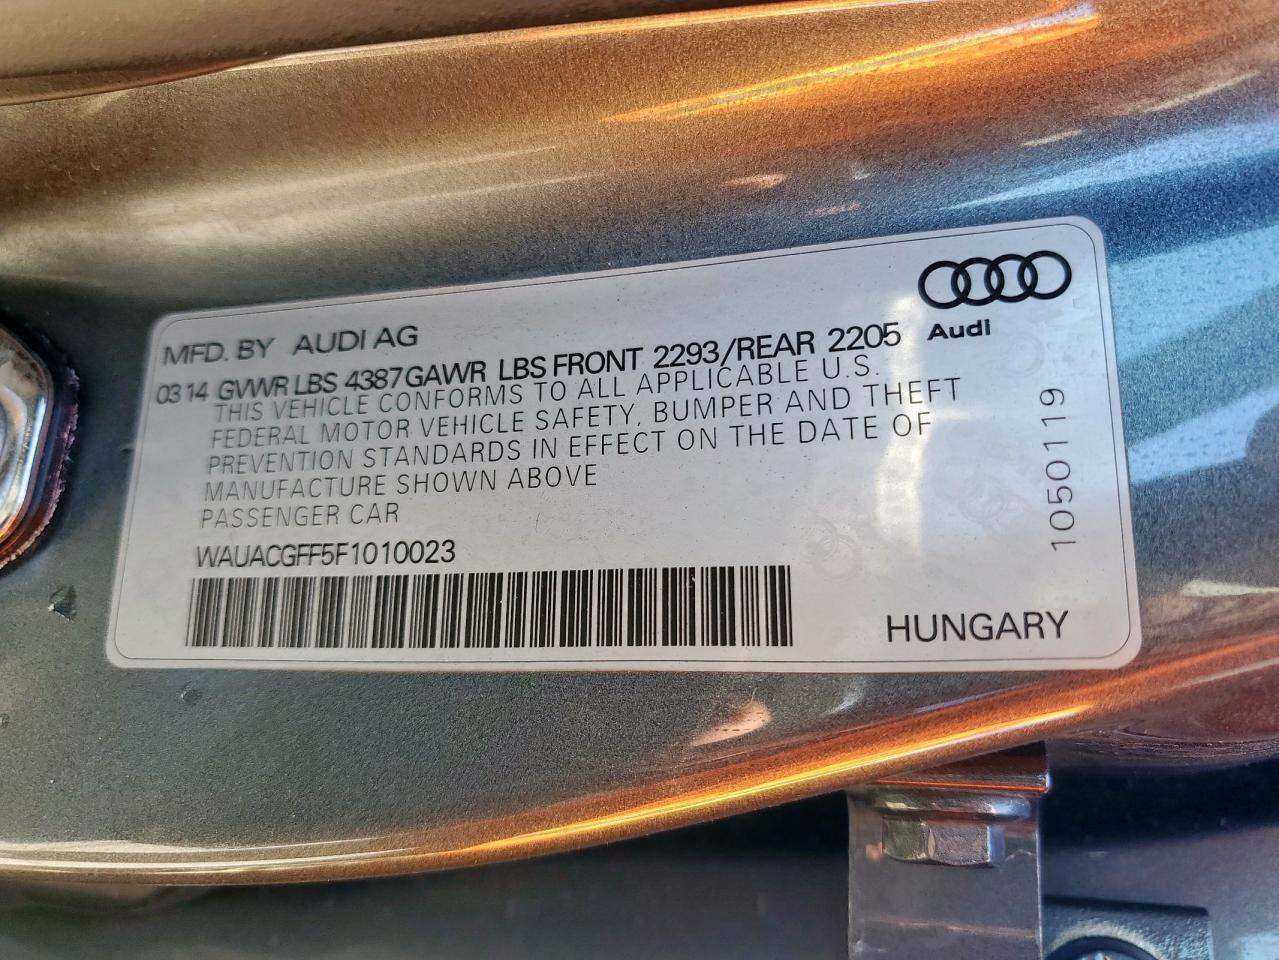 MFD. BY AUDI AG
03 14 GVWR LBS 4387 GAWR LBS FRONT 2293/REAR 2205
THIS VEHICLE CONFORMS TO ALL APPLICABLE U.S.
FEDERAL MOTOR VEHICLE SAFETY, BUMPER AND THEFT
PREVENTION STANDARDS IN EFFECT ON THE DATE OF
MANUFACTURE SHOWN ABOVE
PASSENGER CAR
WAUACGFF5F1010023
Audi
1050119
HUNGARY